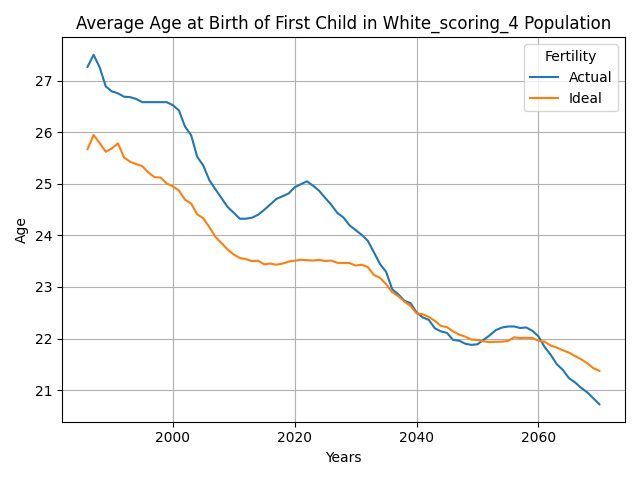 Average Age at Birth of First Child in White_scoring_4 Population
Fertility
Actual
Ideal
Age
27
26
25
24
23
22
21
2000
2020
2040
2060
Years